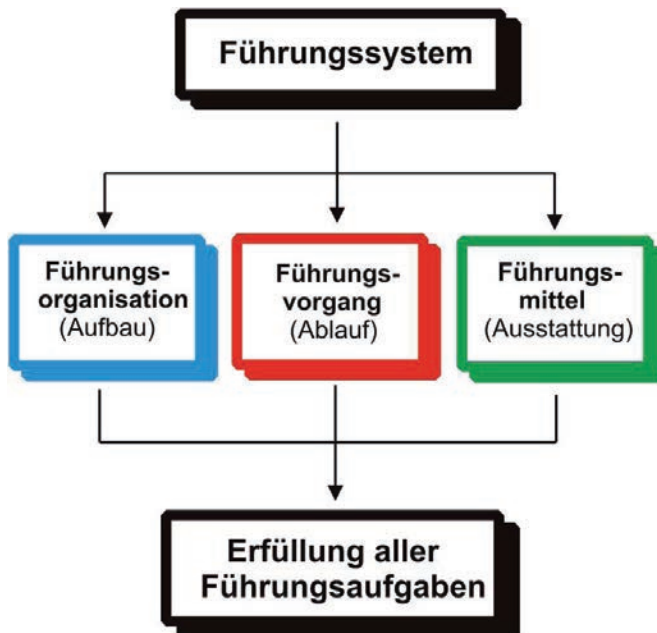 Führungssystem
Führungs-
organisation
(Aufbau)
Führungs-
vorgang
(Ablauf)
Führungs-
mittel
(Ausstattung)
Erfüllung aller
Führungsaufgaben